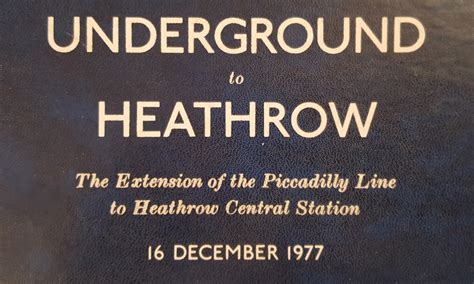 UNDERGROUND
to
HEATHROW
The Extension of the Piccadilly Line
to Heathrow Central Station
16 DECEMBER 1977